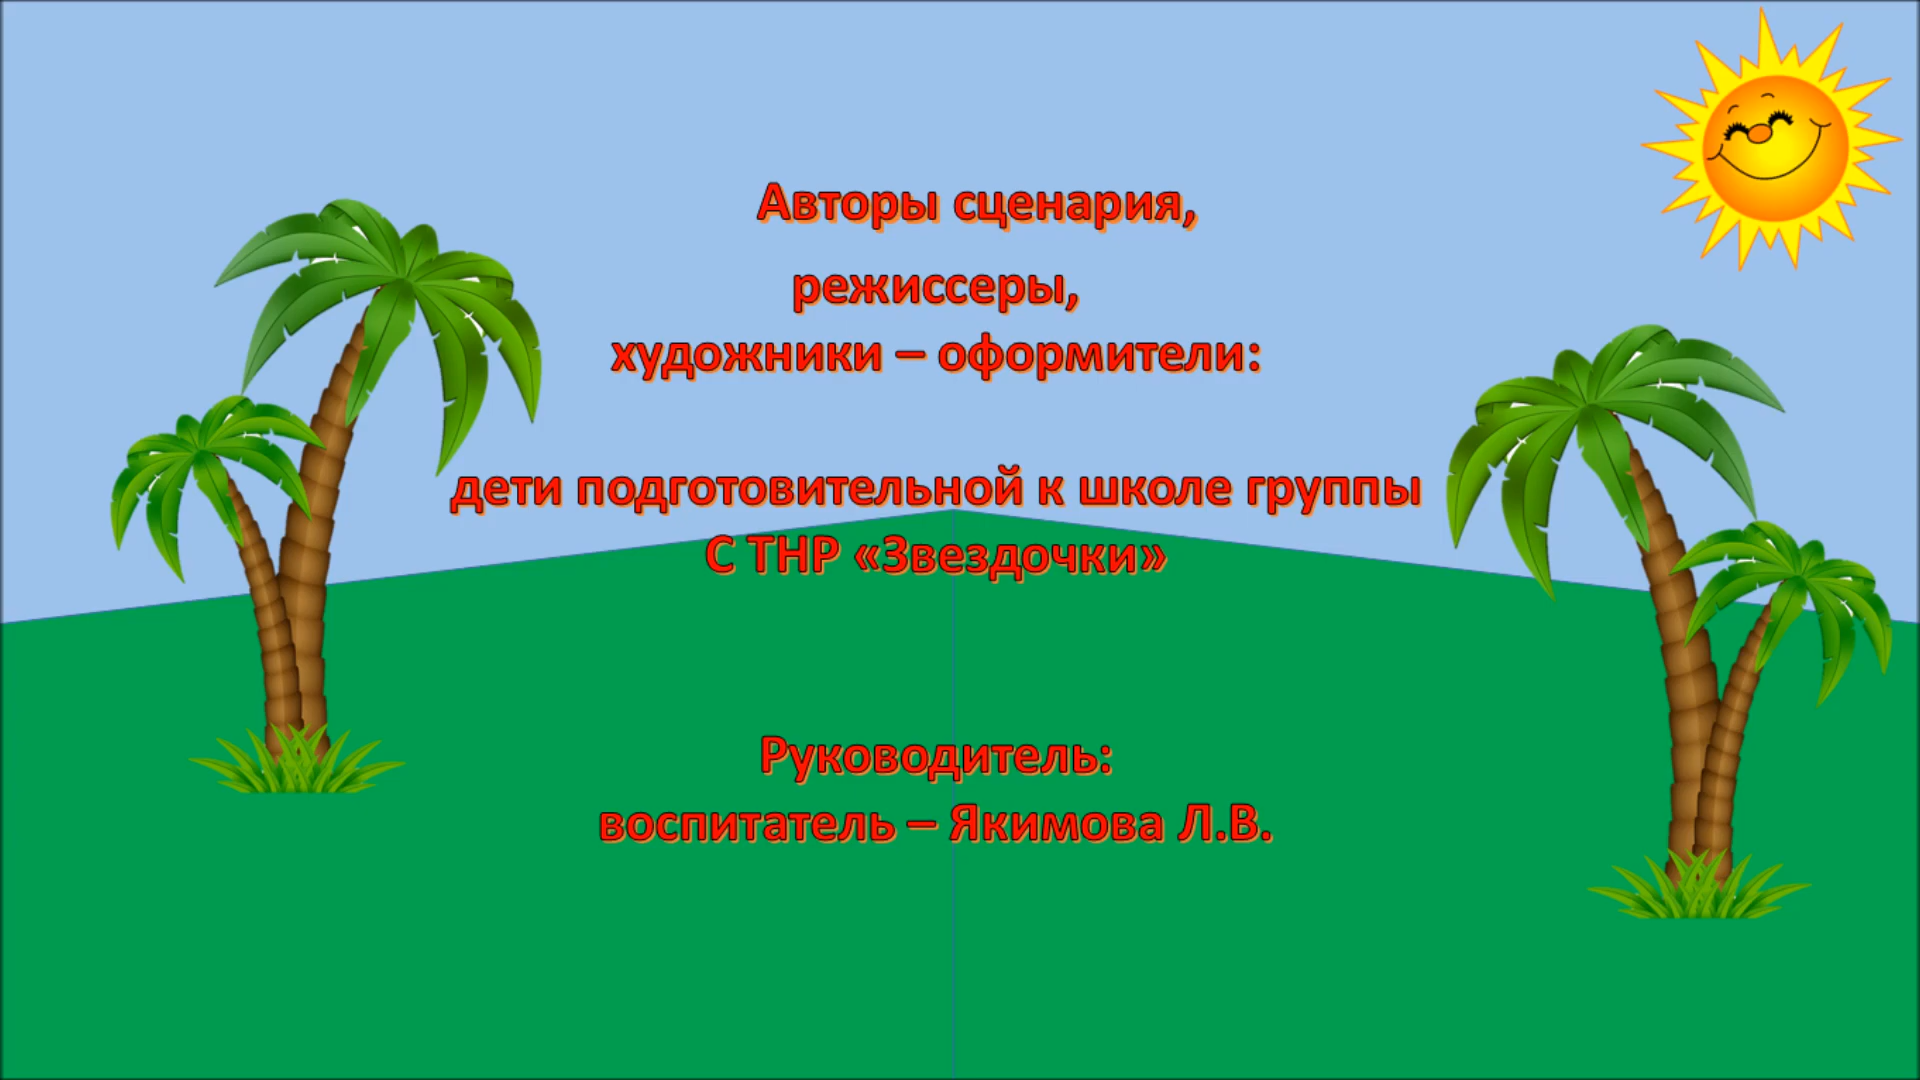 Авторы сценария,
режиссеры,
художники – оформители:
дети подготовительной к школе группы
С ТНР «Звездочки»
Руководитель:
воспитатель – Якимова Л.В.